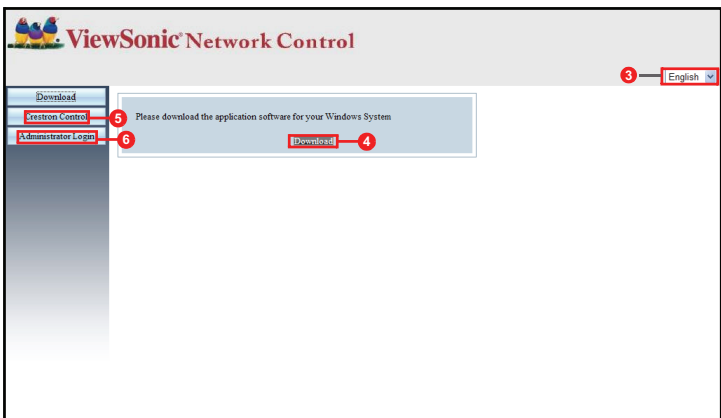 ViewSonic® Network Control
3
English
Download
Crestron Control
5
Administrator Login
6
Please download the application software for your Windows System
Download
4